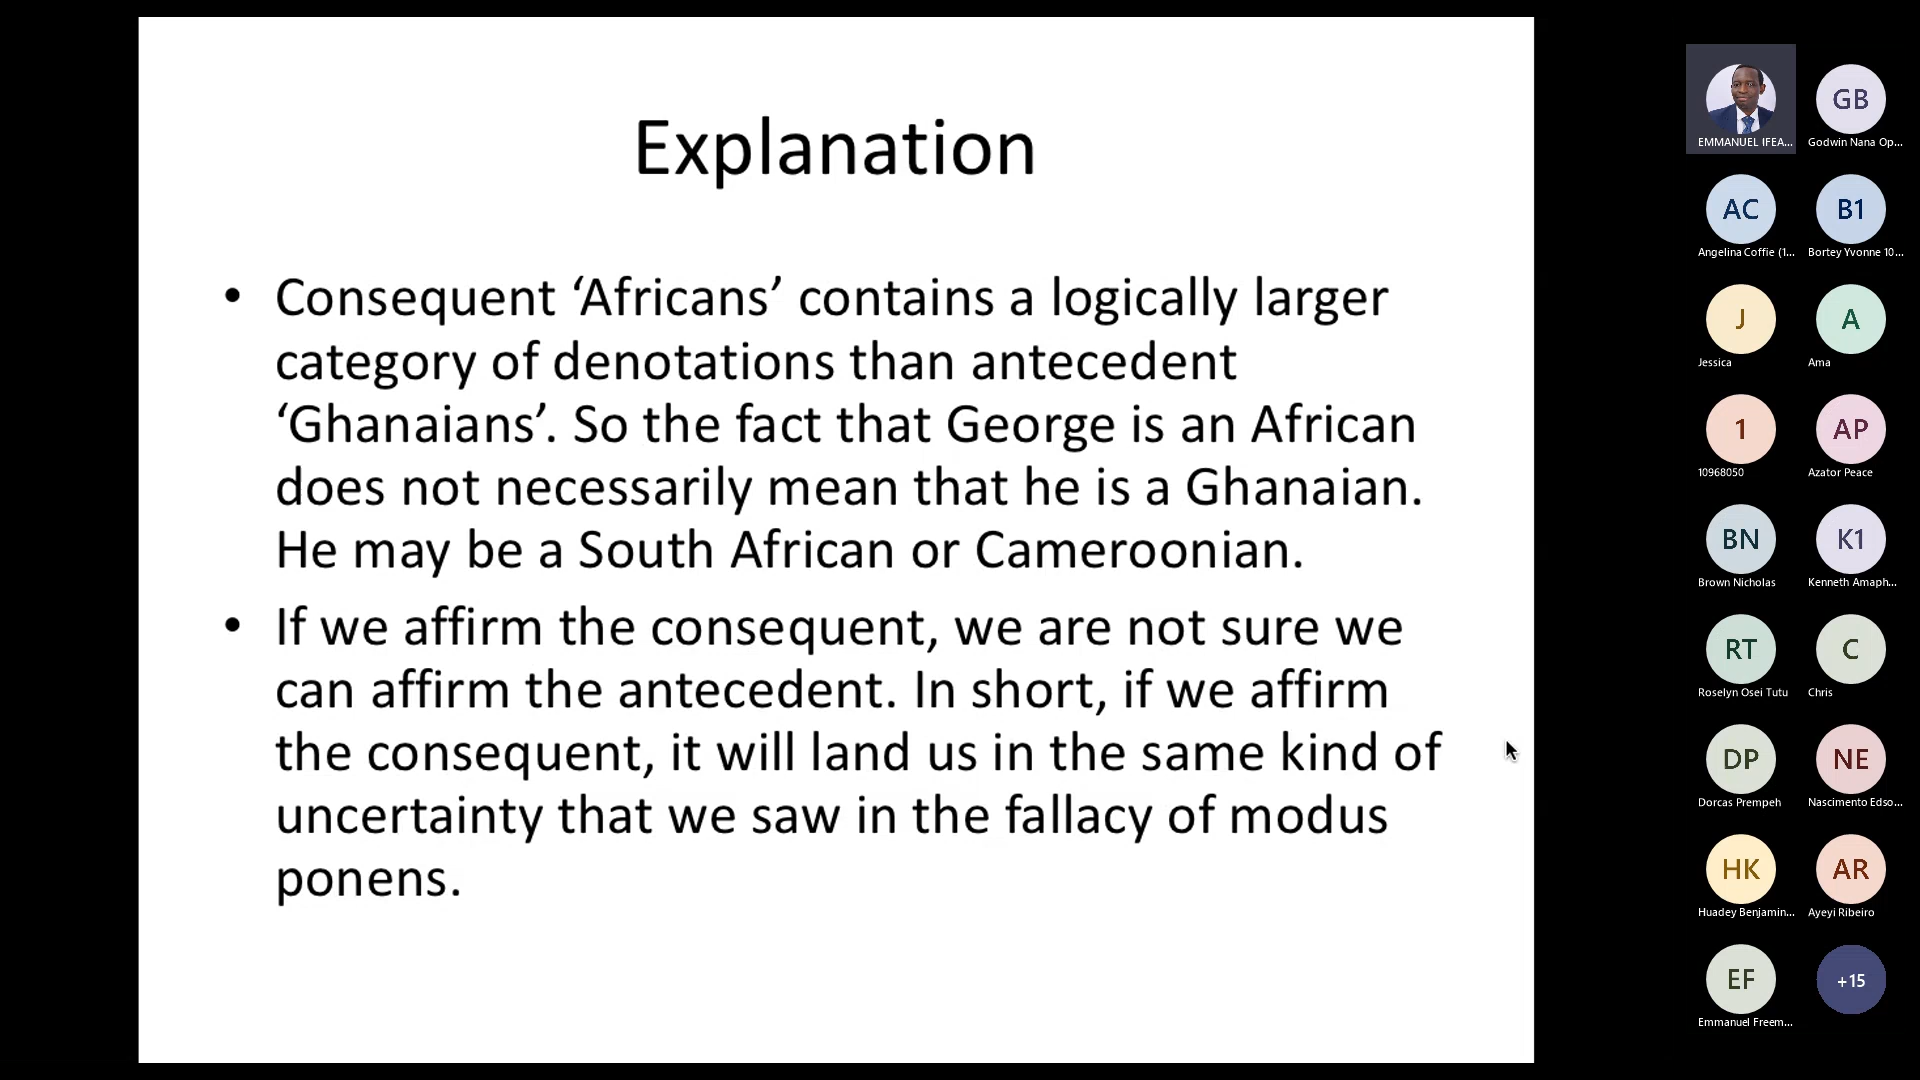 Explanation
• Consequent ‘Africans’ contains a logically larger
category of denotations than antecedent
‘Ghanaians’. So the fact that George is an African
does not necessarily mean that he is a Ghanaian.
He may be a South African or Cameroonian.
• If we affirm the consequent, we are not sure we
can affirm the antecedent. In short, if we affirm
the consequent, it will land us in the same kind of
uncertainty that we saw in the fallacy of modus
ponens.
EMMANUEL IFEA...
GB
Godwin Nana Op...
AC
Angelina Coffie (1...
B1
Bortey Yvonne 10...
J
Jessica
A
Ama
1
10968050
AP
Azator Peace
BN
Brown Nicholas
K1
Kenneth Amaph...
RT
Roselyn Osei Tutu
C
Chris
DP
Dorcas Prempeh
NE
Nascimento Edso...
HK
Huadey Benjamin...
AR
Ayeyi Ribeiro
EF
Emmanuel Freem...
+15